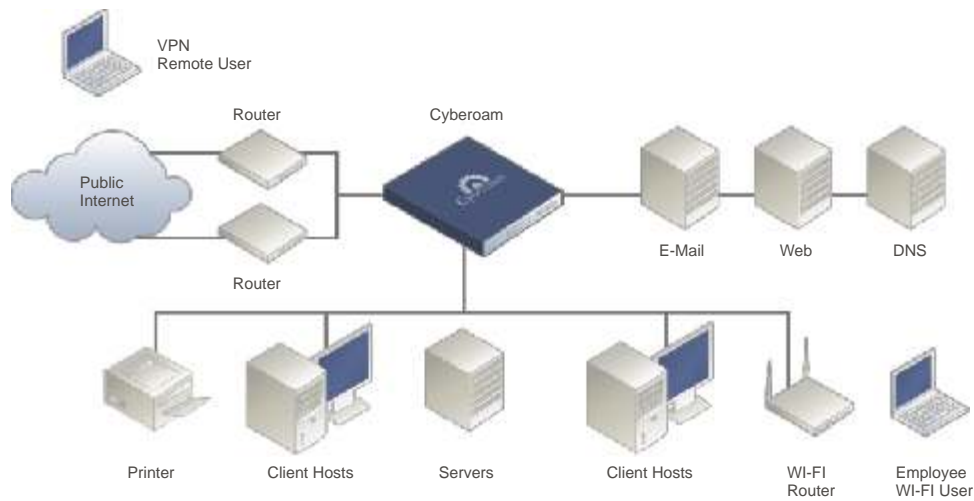 VPN
Remote User
Router
Cyberoam
Public
Internet
E-Mail
Web
DNS
Router
Printer
Client Hosts
Servers
Client Hosts
WI-FI
Router
Employee
WI-FI User